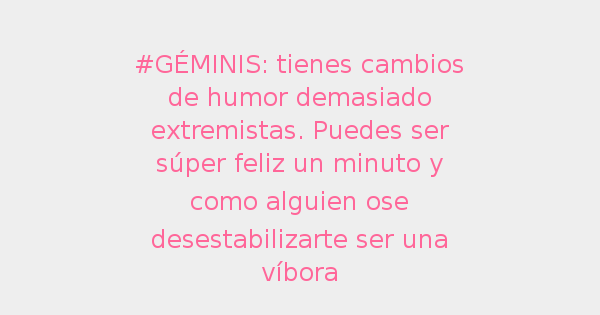 #GÉMINIS: tienes cambios
de humor demasiado
extremistas. Puedes ser
súper feliz un minuto y
como alguien ose
desestabilizarte ser una
víbora